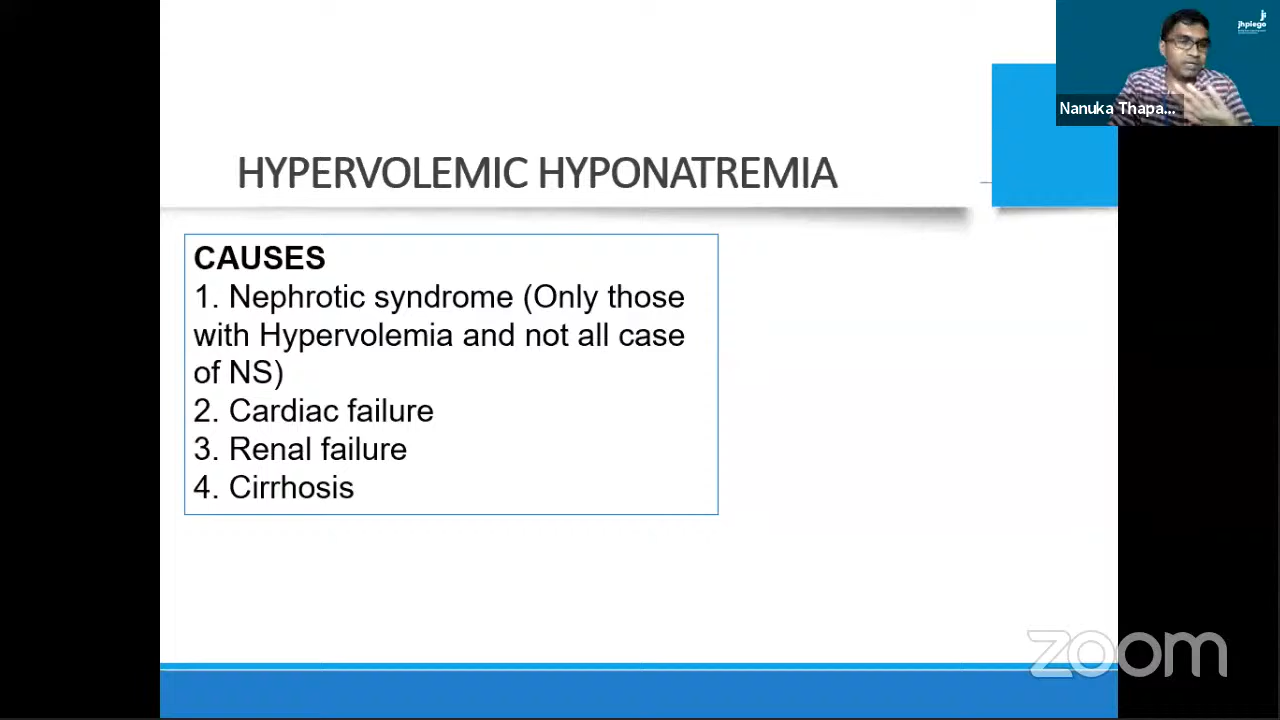 jhpiego
Nanuka Thapa...
HYPERVOLEMIC HYPONATREMIA
CAUSES
1. Nephrotic syndrome (Only those
with Hypervolemia and not all case
of NS)
2. Cardiac failure
3. Renal failure
4. Cirrhosis
zoom